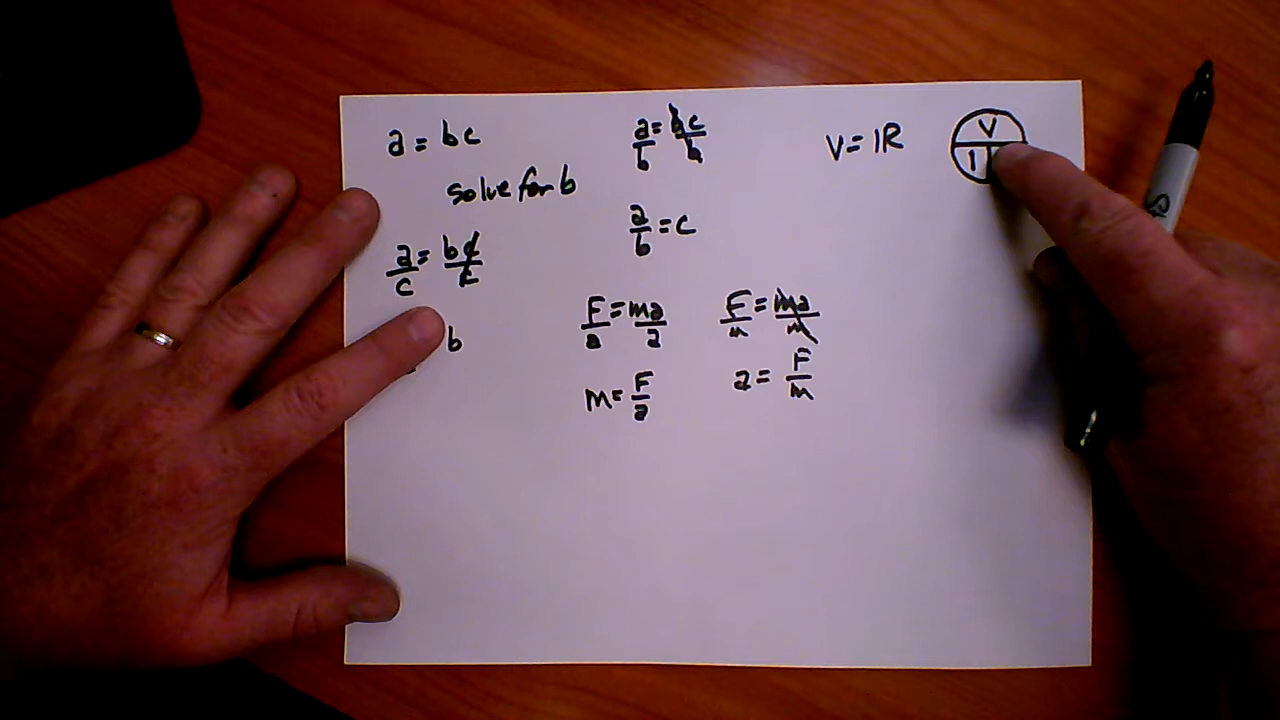 a = bc
solve for b
a/c = bc/c
b
a/b = bc/b
a/b = c
F/a = ma/a
m = F/a
F/m = ma/m
a = F/m
V = IR
V
I